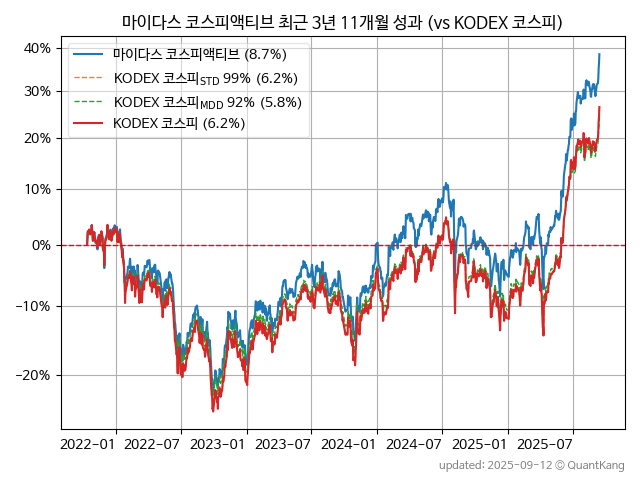 마이다스 코스피액티브 최근 3년 11개월 성과 (vs KODEX 코스피)
마이다스 코스피액티브 (8.7%)
KODEX 코스피STD 99% (6.2%)
KODEX 코스피MDD 92% (5.8%)
KODEX 코스피 (6.2%)
40%
30%
20%
10%
0%
−10%
−20%
2022-01 2022-07 2023-01 2023-07 2024-01 2024-07 2025-01 2025-07
updated: 2025-09-12 © QuantKang